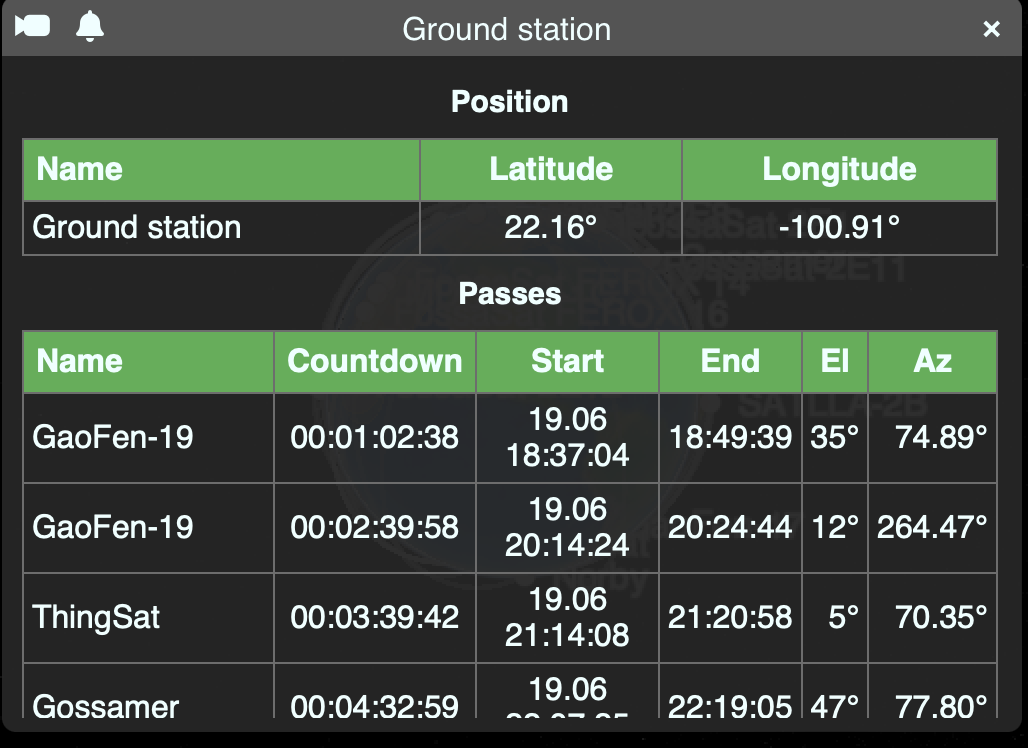 Ground station ×
Position
Name Latitude Longitude
Ground station 22.16° -100.91°
Passes
Name Countdown Start End El Az
GaoFen-19 00:01:02:38 19.06 18:37:04 18:49:39 35° 74.89°
GaoFen-19 00:02:39:58 19.06 20:14:24 20:24:44 12° 264.47°
ThingSat 00:03:39:42 19.06 21:14:08 21:20:58 5° 70.35°
Gossamer 00:04:32:59 19.06 22:19:05 47° 77.80°
SATLLA-2B